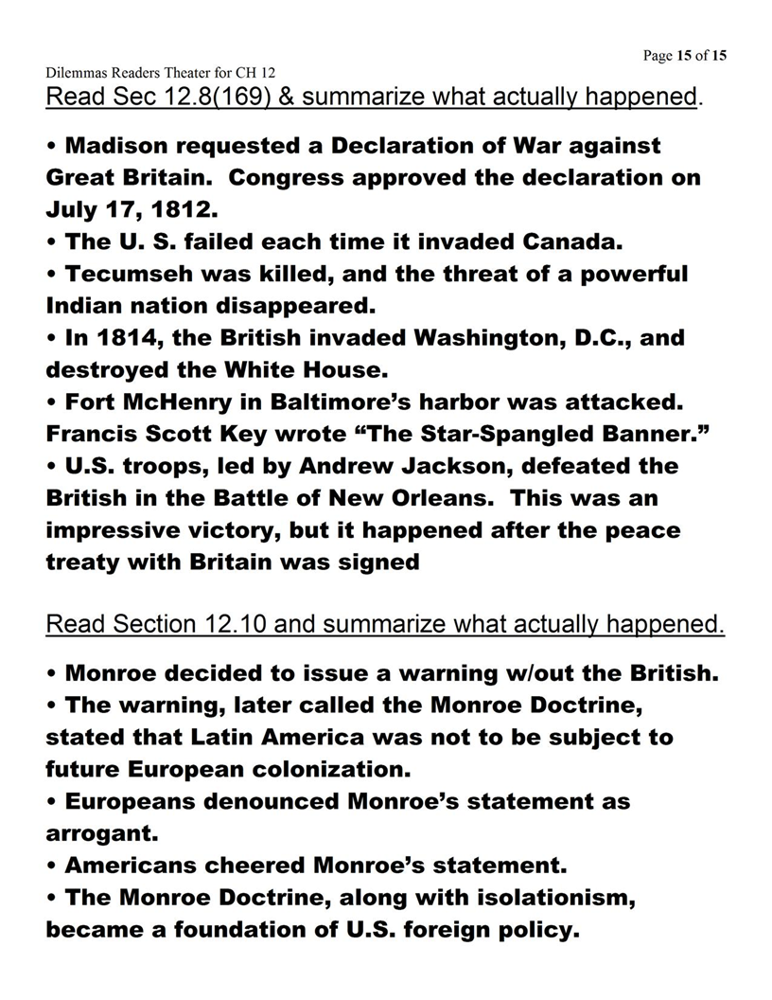 Page 15 of 15
Dilemmas Readers Theater for CH 12
Read Sec 12.8(169) & summarize what actually happened.
• Madison requested a Declaration of War against
Great Britain.  Congress approved the declaration on
July 17, 1812.
• The U. S. failed each time it invaded Canada.
• Tecumseh was killed, and the threat of a powerful
Indian nation disappeared.
• In 1814, the British invaded Washington, D.C., and
destroyed the White House.
• Fort McHenry in Baltimore’s harbor was attacked.
Francis Scott Key wrote “The Star-Spangled Banner.”
• U.S. troops, led by Andrew Jackson, defeated the
British in the Battle of New Orleans.  This was an
impressive victory, but it happened after the peace
treaty with Britain was signed
Read Section 12.10 and summarize what actually happened.
• Monroe decided to issue a warning w/out the British.
• The warning, later called the Monroe Doctrine,
stated that Latin America was not to be subject to
future European colonization.
• Europeans denounced Monroe’s statement as
arrogant.
• Americans cheered Monroe’s statement.
• The Monroe Doctrine, along with isolationism,
became a foundation of U.S. foreign policy.